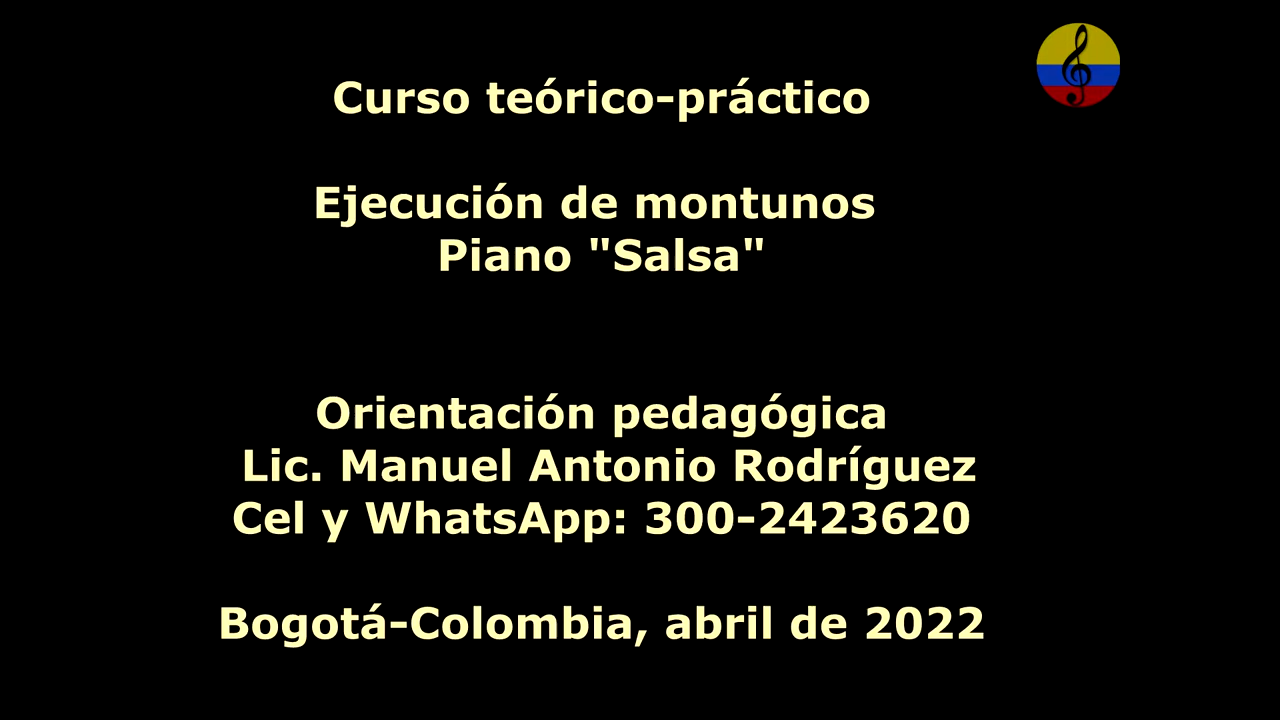 Curso teórico-práctico
Ejecución de montunos
Piano "Salsa"
Orientación pedagógica
Lic. Manuel Antonio Rodríguez
Cel y WhatsApp: 300-2423620
Bogotá-Colombia, abril de 2022